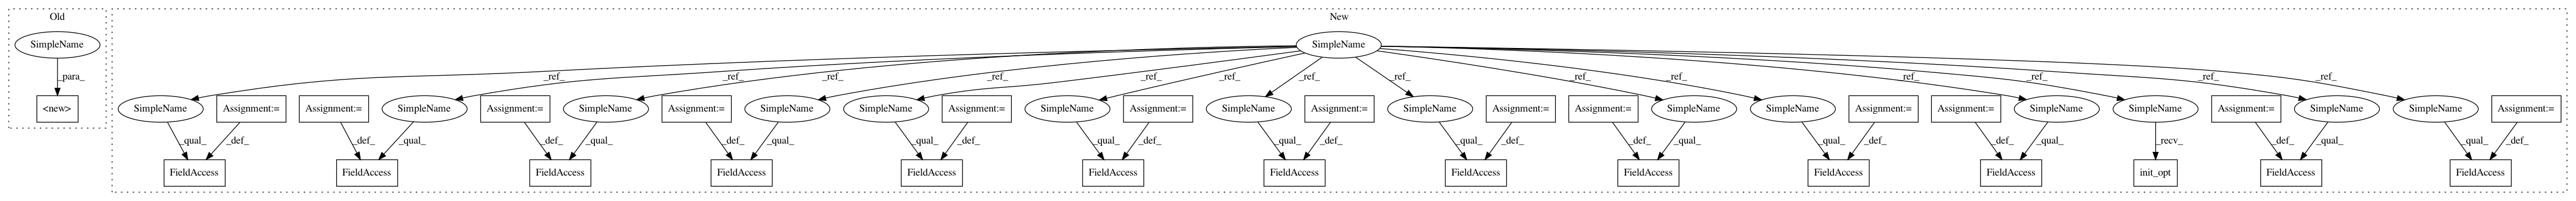 Old New
SimpleName SimpleName
_para_ _ref_ _ref_ _ref_ _ref_ _ref_ _ref_ _ref_ _ref_ _ref_ _ref_ _ref_ _ref_ _ref_ _ref_
<new> SimpleName Assignment:= Assignment:= SimpleName Assignment:= SimpleName Assignment:= SimpleName SimpleName Assignment:= SimpleName Assignment:= SimpleName Assignment:= SimpleName Assignment:= Assignment:= SimpleName SimpleName Assignment:= Assignment:= SimpleName SimpleName Assignment:= SimpleName SimpleName Assignment:=
_qual_ _def_ _def_ _qual_ _def_ _qual_ _def_ _qual_ _qual_ _def_ _qual_ _def_ _qual_ _def_ _qual_ _def_ _def_ _qual_ _qual_ _def_ _def_ _qual_ _recv_ _def_ _qual_ _qual_ _def_
FieldAccess FieldAccess FieldAccess FieldAccess FieldAccess FieldAccess FieldAccess FieldAccess FieldAccess FieldAccess FieldAccess init_opt FieldAccess FieldAccess